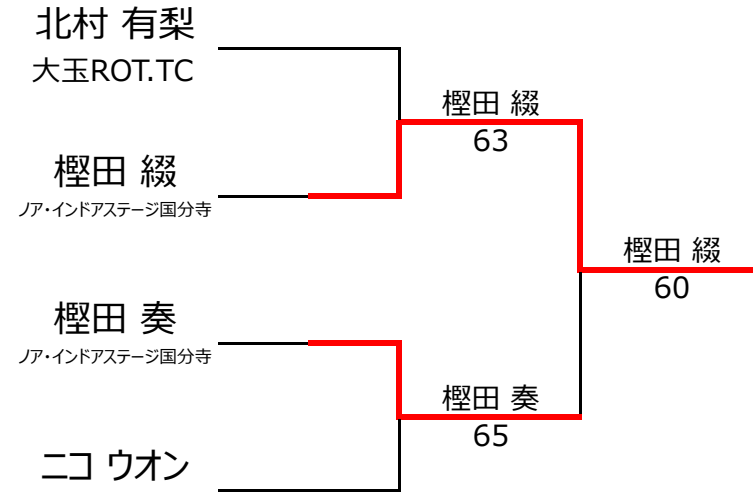 北村 有梨
大玉ROT.TC
樫田 綴
63
樫田 綴
ノア・インドアステージ国分寺
樫田 綴
60
樫田 奏
ノア・インドアステージ国分寺
樫田 奏
65
ニコ ウオン